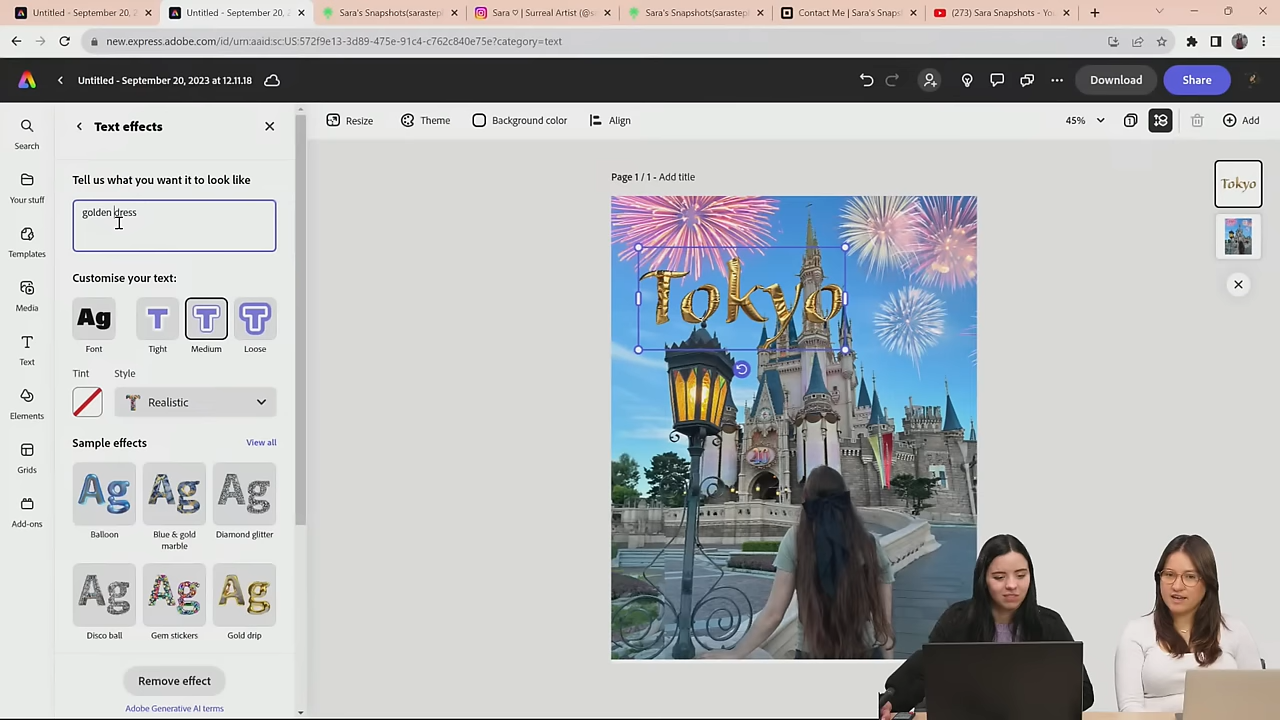 Untitled - September 20, 20
Untitled - September 20, 20
Sara's Snapshots(sarasteph
Instagram
Sara ♡ | Surreal Artist (@s
Sara's Snapshots(sarasteph
Contact Me | Sara's Snaps
(273) Sara Snapshots - Yo
new.express.adobe.com/id/urn:aaid:sc:US:572f9e13-3d89-475e-91c4-c762c840e75e?category=text
Untitled - September 20, 2023 at 12.11.18
Download
Share
Search
Your stuff
Templates
Media
Text
Elements
Grids
Add-ons
Text effects
Tell us what you want it to look like
golden dress
Customise your text:
Ag
T
T
T
Font
Tight
Medium
Loose
Tint
Style
T
Realistic
Sample effects
View all
Ag
Ag
Ag
Balloon
Blue & gold
marble
Diamond glitter
Ag
Ag
Ag
Disco ball
Gem stickers
Gold drip
Remove effect
Adobe Generative AI terms
Resize
Theme
Background color
Align
45%
Add
Page 1 / 1 - Add title
Tokyo
Tokyo